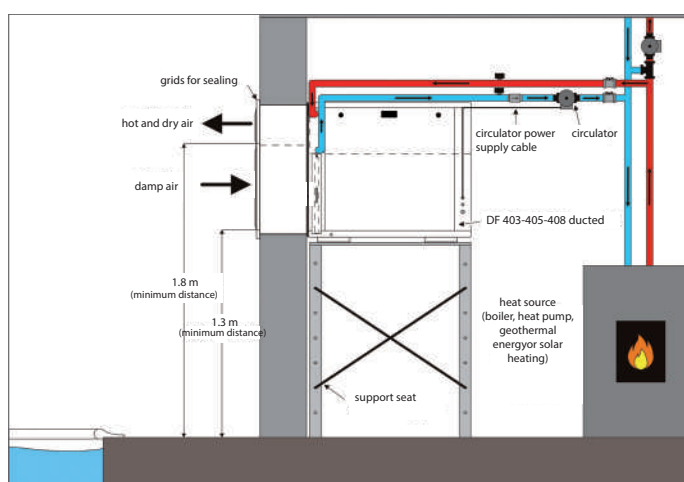 grids for sealing
hot and dry air
damp air
circulator power
supply cable
circulator
DF 403-405-408 ducted
1.8 m
(minimum distance)
1.3 m
(minimum distance)
heat source
(boiler, heat pump,
geothermal
energyor solar
heating)
support seat